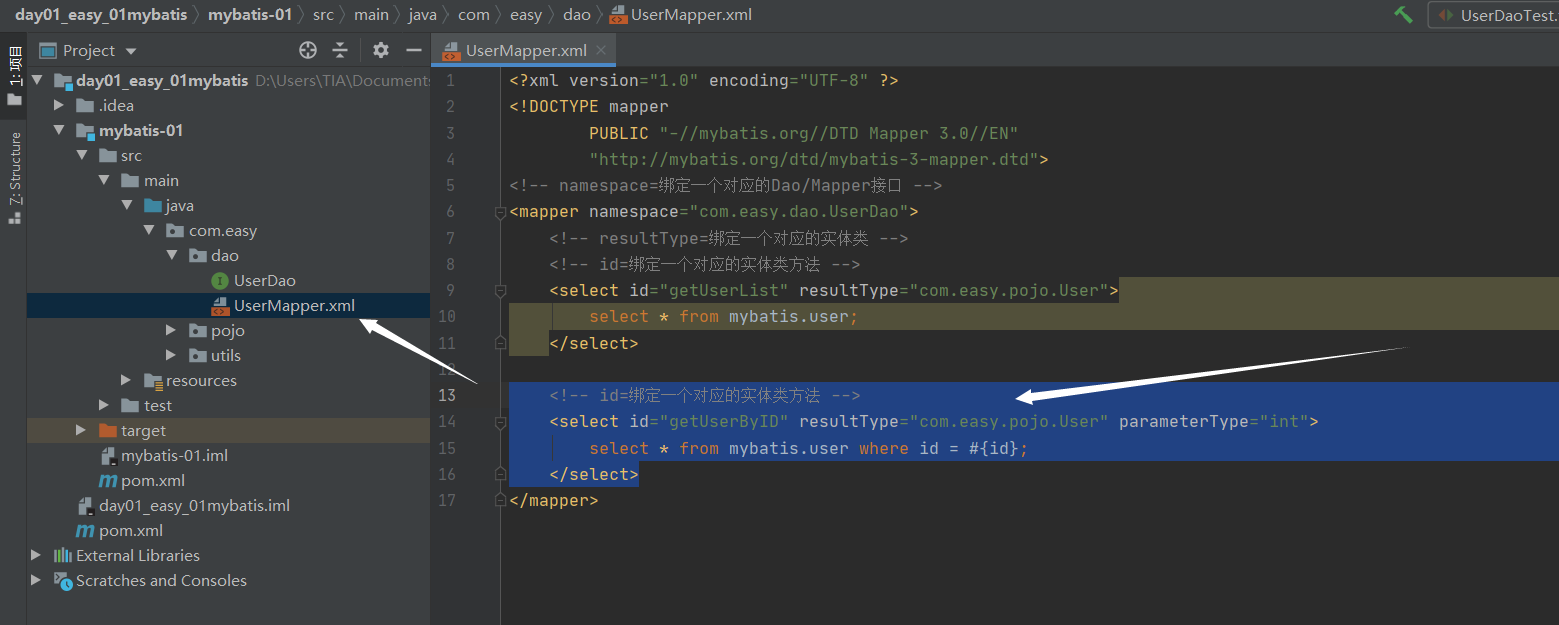 day01_easy_01mybatis mybatis-01 src main java com easy dao UserMapper.xml UserDaoTest.
1: 项目
Z: Structure
Project
day01_easy_01mybatis D:\Users\TIA\Document
.idea
mybatis-01
src
main
java
com.easy
dao
UserDao
UserMapper.xml
pojo
utils
resources
test
target
mybatis-01.iml
pom.xml
day01_easy_01mybatis.iml
pom.xml
External Libraries
Scratches and Consoles
UserMapper.xml
1 <?xml version="1.0" encoding="UTF-8" ?>
2 <!DOCTYPE mapper
3 PUBLIC "-//mybatis.org//DTD Mapper 3.0//EN"
4 "http://mybatis.org/dtd/mybatis-3-mapper.dtd">
5 <!-- namespace=绑定一个对应的Dao/Mapper接口 -->
6 <mapper namespace="com.easy.dao.UserDao">
7 <!-- resultType=绑定一个对应的实体类 -->
8 <!-- id=绑定一个对应的实体类方法 -->
9 <select id="getUserList" resultType="com.easy.pojo.User">
10 select * from mybatis.user;
11 </select>
12
13 <!-- id=绑定一个对应的实体类方法 -->
14 <select id="getUserByID" resultType="com.easy.pojo.User" parameterType="int">
15 select * from mybatis.user where id = #{id};
16 </select>
17 </mapper>